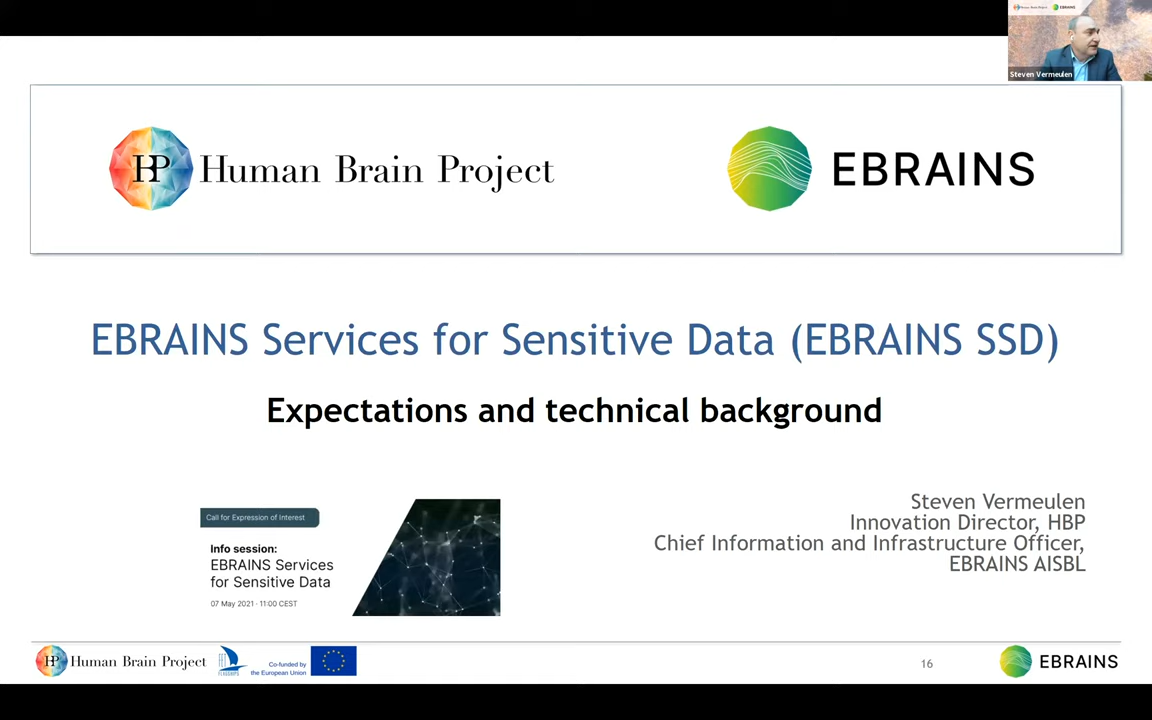 Steven Vermeulen
HP Human Brain Project
EBRAINS
EBRAINS Services for Sensitive Data (EBRAINS SSD)
Expectations and technical background
Call for Expression of Interest
Info session:
EBRAINS Services
for Sensitive Data
07 May 2021 · 11:00 CEST
Steven Vermeulen
Innovation Director, HBP
Chief Information and Infrastructure Officer,
EBRAINS AISBL
HP Human Brain Project
Co-funded by
the European Union
16
EBRAINS